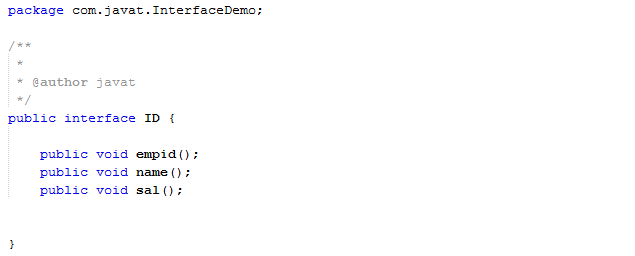 package com.javat.InterfaceDemo;
/**
 *
 * @author javat
 */
public interface ID {
    public void empid();
    public void name();
    public void sal();
}